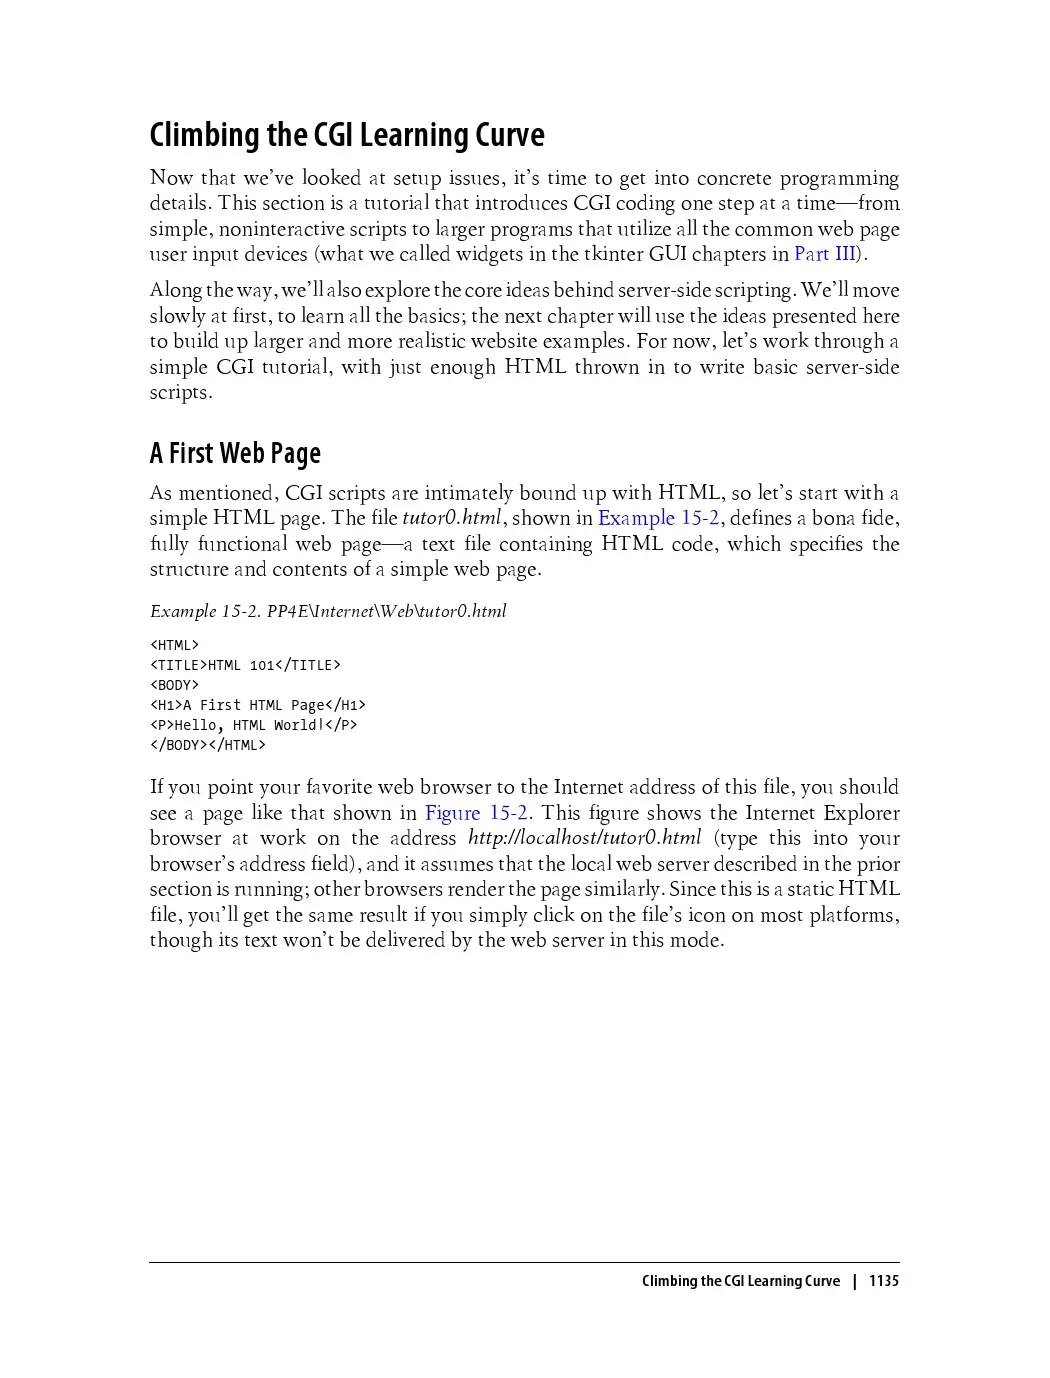 Climbing the CGI Learning Curve
Now that we've looked at setup issues, it's time to get into concrete programming
details. This section is a tutorial that introduces CGI coding one step at a time—from
simple, noninteractive scripts to larger programs that utilize all the common web page
user input devices (what we called widgets in the tkinter GUI chapters in Part III).
Along the way, we'll also explore the core ideas behind server-side scripting. We'll move
slowly at first, to learn all the basics; the next chapter will use the ideas presented here
to build up larger and more realistic website examples. For now, let's work through a
simple CGI tutorial, with just enough HTML thrown in to write basic server-side
scripts.
A First Web Page
As mentioned, CGI scripts are intimately bound up with HTML, so let's start with a
simple HTML page. The file tutor0.html, shown in Example 15-2, defines a bona fide,
fully functional web page—a text file containing HTML code, which specifies the
structure and contents of a simple web page.
Example 15-2. PP4E\Internet\Web\tutor0.html
<HTML>
<TITLE>HTML 101</TITLE>
<BODY>
<H1>A First HTML Page</H1>
<P>Hello, HTML World!</P>
</BODY></HTML>
If you point your favorite web browser to the Internet address of this file, you should
see a page like that shown in Figure 15-2. This figure shows the Internet Explorer
browser at work on the address http://localhost/tutor0.html (type this into your
browser's address field), and it assumes that the local web server described in the prior
section is running; other browsers render the page similarly. Since this is a static HTML
file, you'll get the same result if you simply click on the file's icon on most platforms,
though its text won't be delivered by the web server in this mode.
Climbing the CGI Learning Curve | 1135